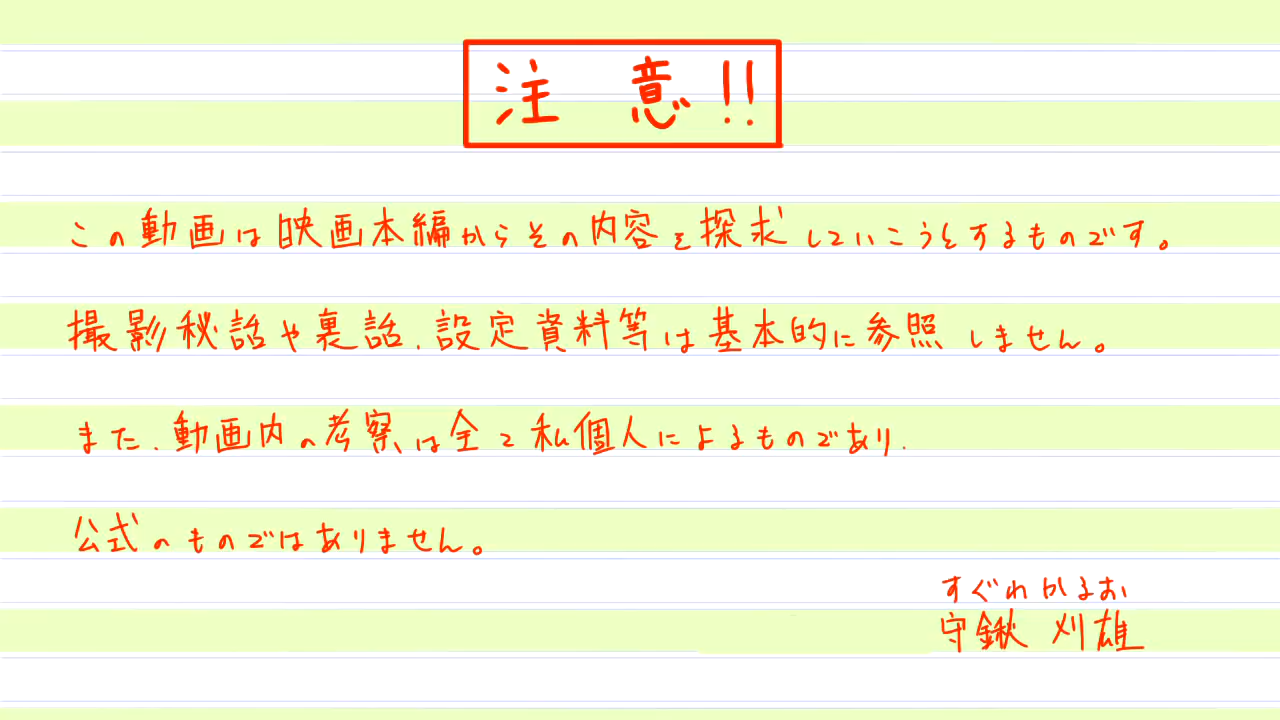 注 意!!
この動画は映画本編からその内容を探求していこうとするものです。
撮影秘話や裏話、設定資料等は基本的に参照しません。
また、動画内の考察は全て私個人によるものであり、
公式のものではありません。
すぐわ かるお
守鍬 刈雄